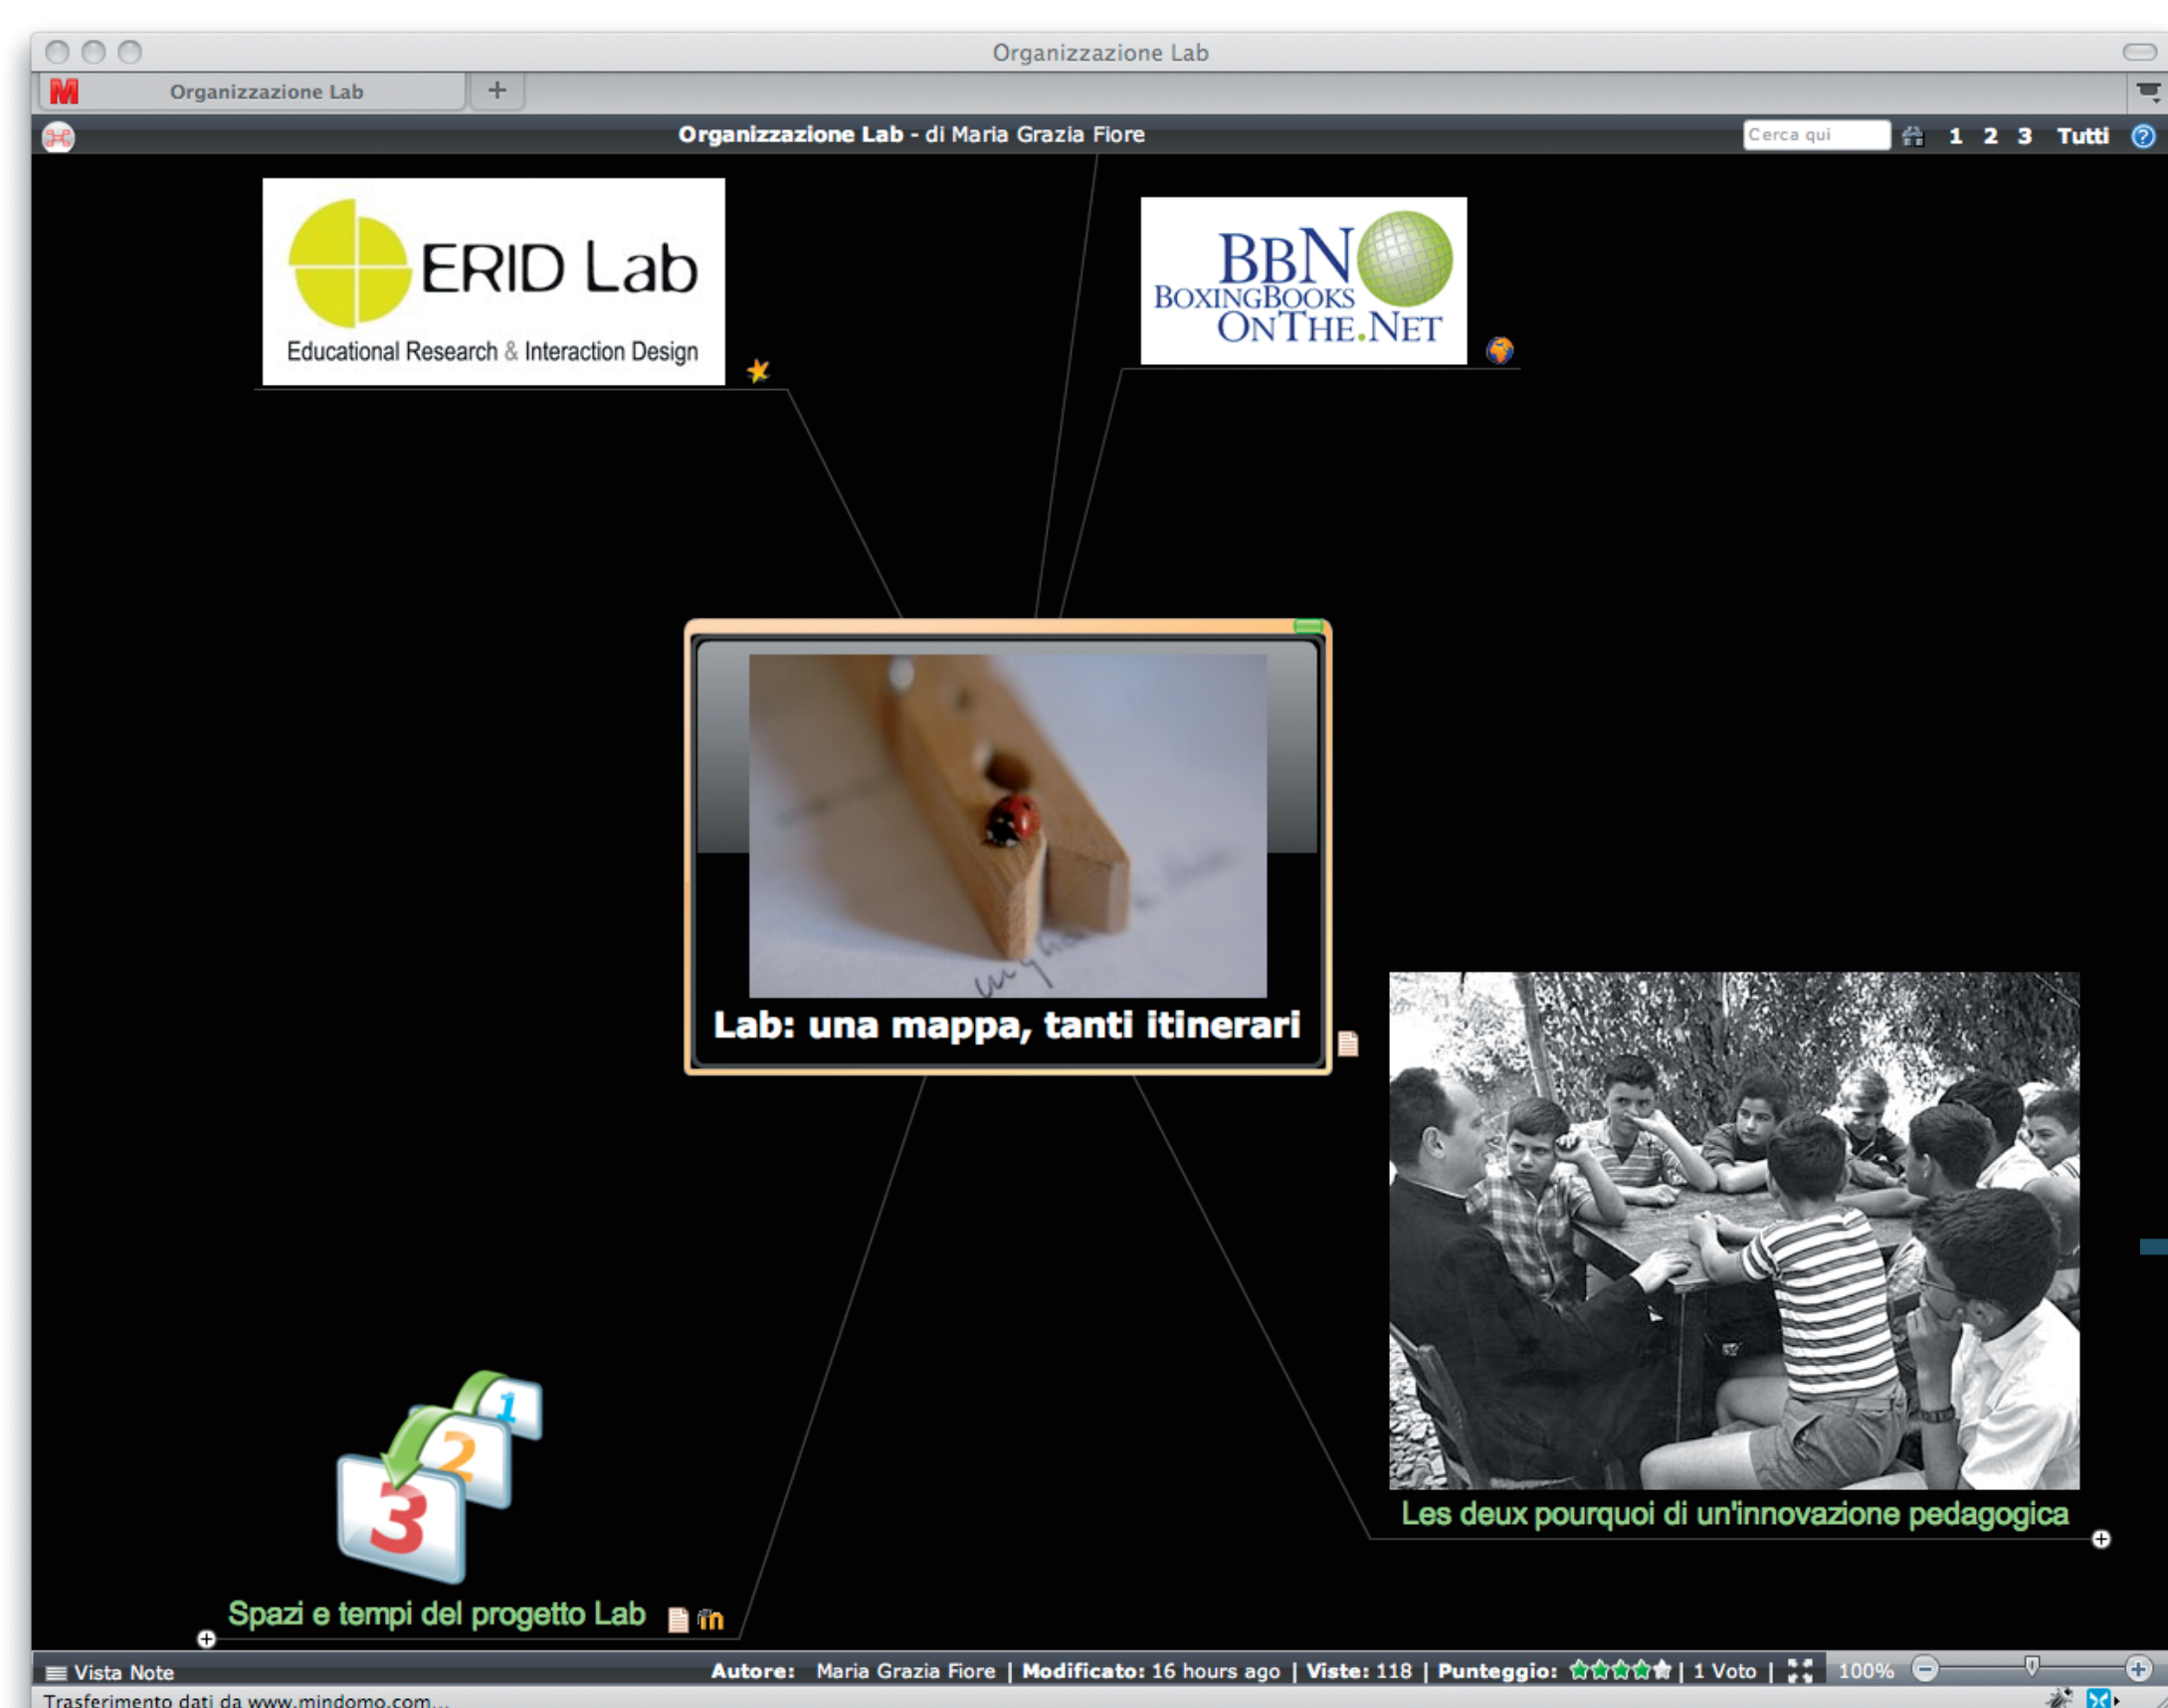 Organizzazione Lab
Organizzazione Lab
+
Organizzazione Lab - di Maria Grazia Fiore
Cerca qui
1 2 3 Tutti ?
ERID Lab
Educational Research & Interaction Design
BBN
BOXINGBOOKS
ONTHE.NET
Lab: una mappa, tanti itinerari
Les deux pourquoi di un'innovazione pedagogica
1
2
3
Spazi e tempi del progetto Lab
Vista Note
Autore: Maria Grazia Fiore | Modificato: 16 hours ago | Viste: 118 | Punteggio: | 1 Voto |
100%
Trasferimento dati da www.mindomo.com...